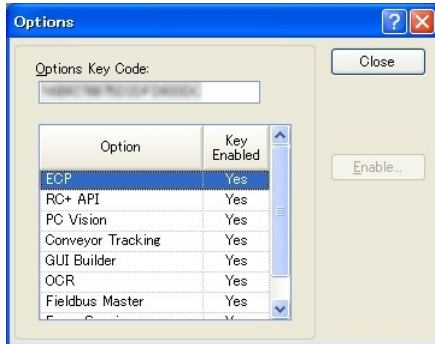 Options
Options Key Code:
Close
Option Key Enabled
Enable...
ECP Yes
RC+ API Yes
PC Vision Yes
Conveyor Tracking Yes
GUI Builder Yes
OCR Yes
Fieldbus Master Yes